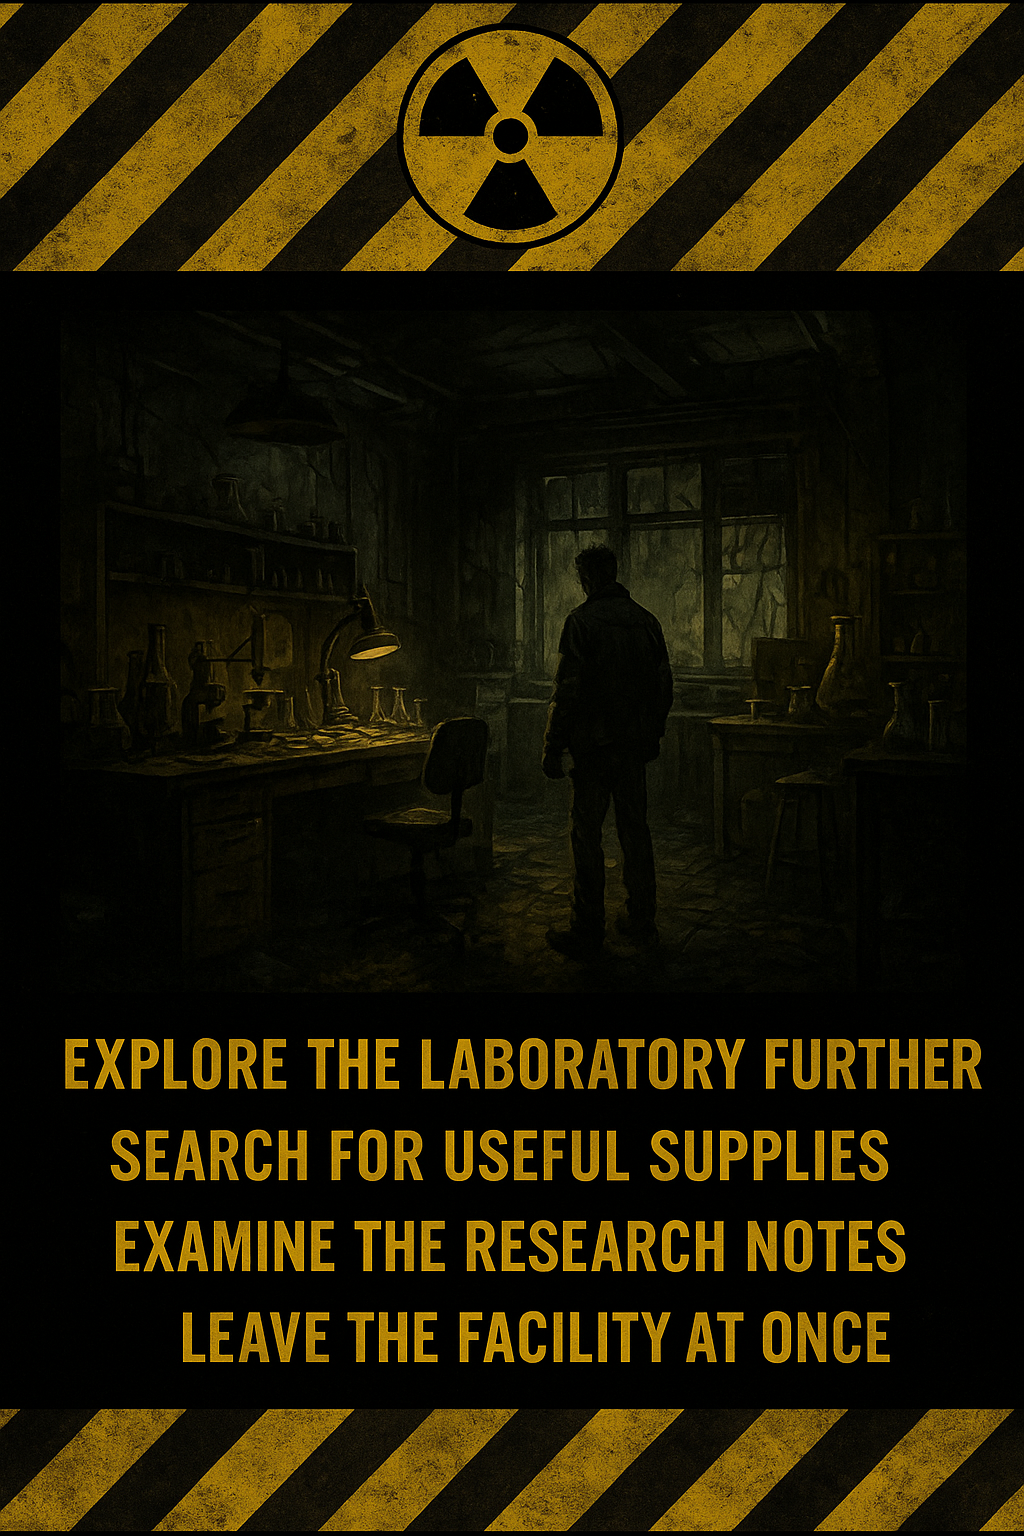 EXPLORE THE LABORATORY FURTHER
SEARCH FOR USEFUL SUPPLIES
EXAMINE THE RESEARCH NOTES
LEAVE THE FACILITY AT ONCE